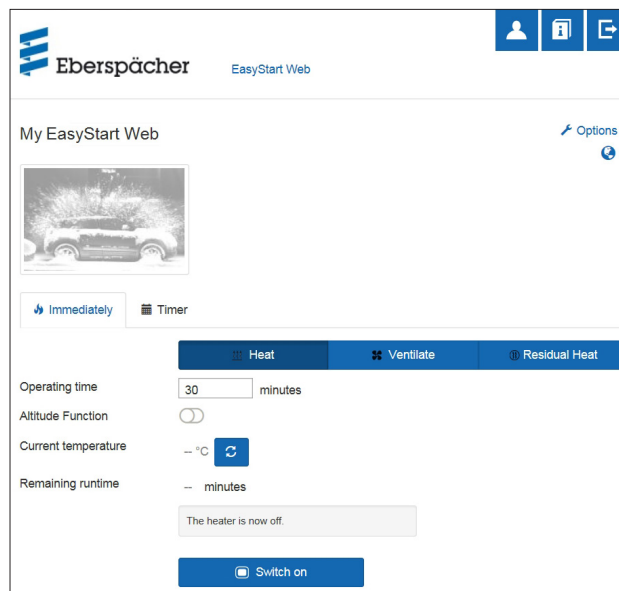 Eberspächer
EasyStart Web
My EasyStart Web
Options
Immediately
Timer
Heat
Ventilate
Residual Heat
Operating time
30
minutes
Altitude Function
Current temperature
-- °C
Remaining runtime
-- minutes
The heater is now off.
Switch on